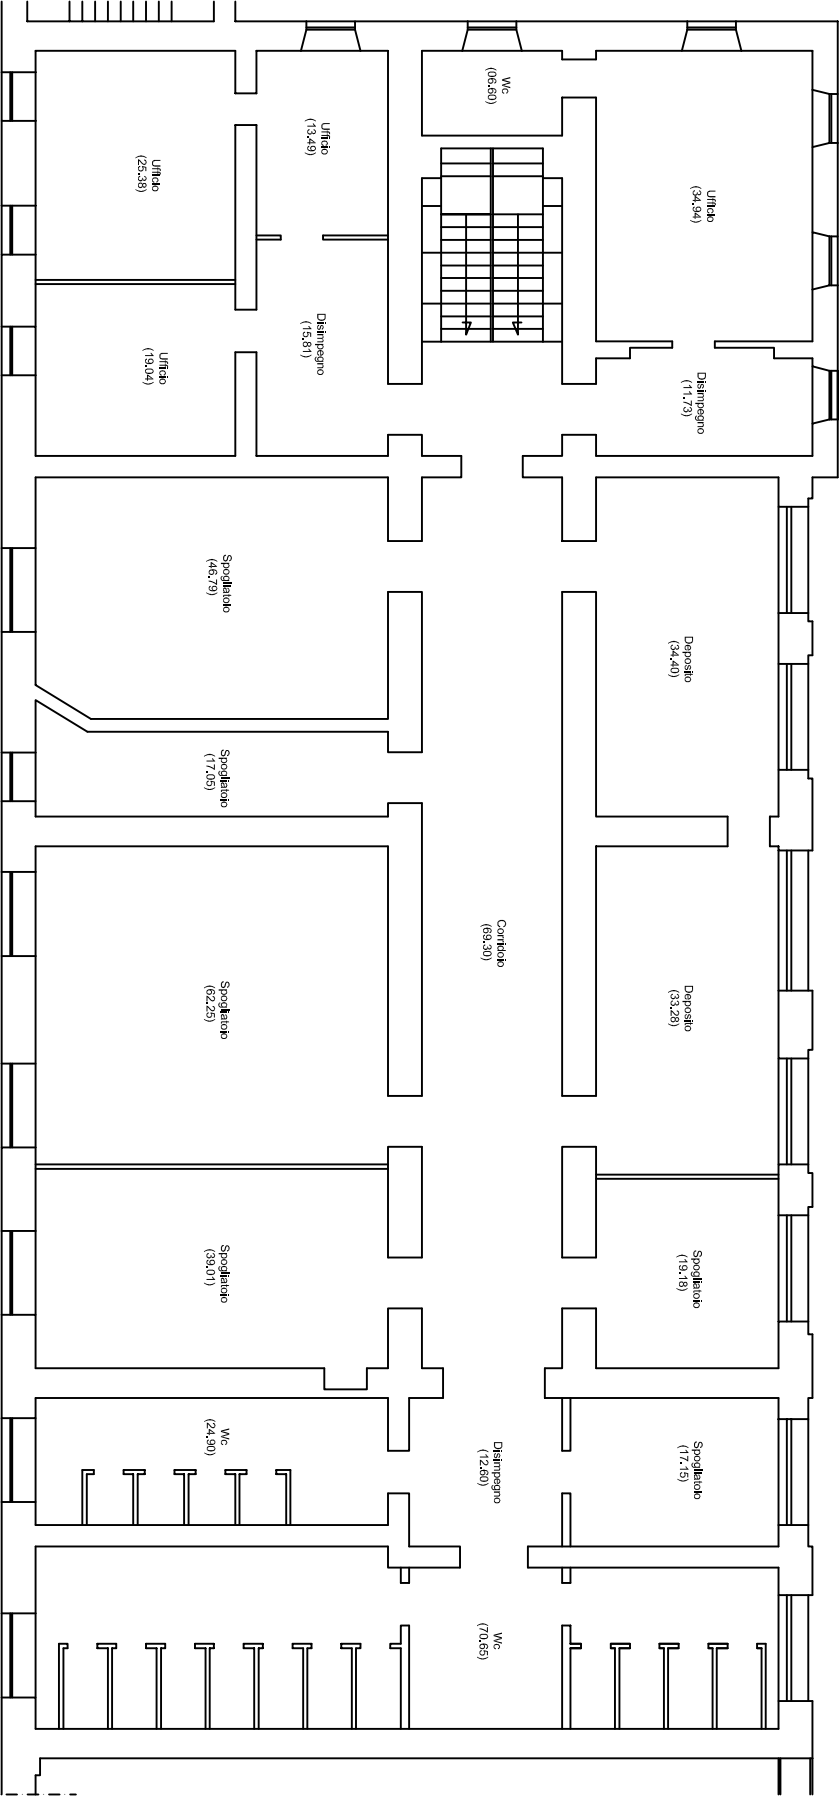 Wc
(06.60)
Ufficio
(13.49)
Ufficio
(25.38)
Ufficio
(34.94)
Disimpegno
(15.81)
Ufficio
(19.04)
Disimpegno
(11.73)
Spogliatoio
(46.79)
Deposito
(34.40)
Spogliatoio
(17.05)
Corridoio
(69.30)
Spogliatoio
(62.25)
Deposito
(33.28)
Spogliatoio
(39.01)
Spogliatoio
(19.18)
Wc
(24.90)
Disimpegno
(12.60)
Spogliatoio
(17.15)
Wc
(70.65)